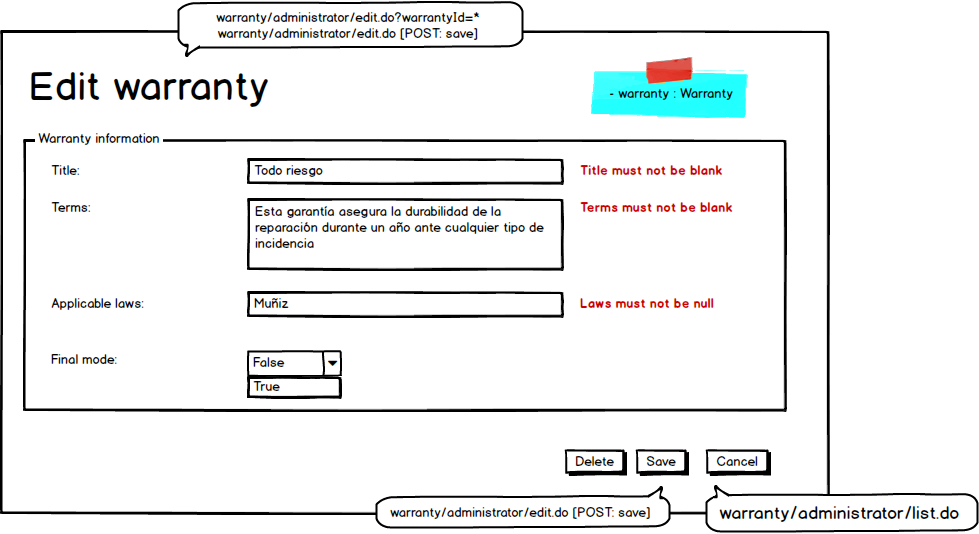 warranty/administrator/edit.do?warrantyId=*
warranty/administrator/edit.do [POST: save]
Edit warranty
- warranty : Warranty
Warranty information
Title:
Todo riesgo
Title must not be blank
Terms:
Esta garantía asegura la durabilidad de la
reparación durante un año ante cualquier tipo de
incidencia
Terms must not be blank
Applicable laws:
Muñiz
Laws must not be null
Final mode:
False
True
Delete
Save
Cancel
warranty/administrator/edit.do [POST: save]
warranty/administrator/list.do